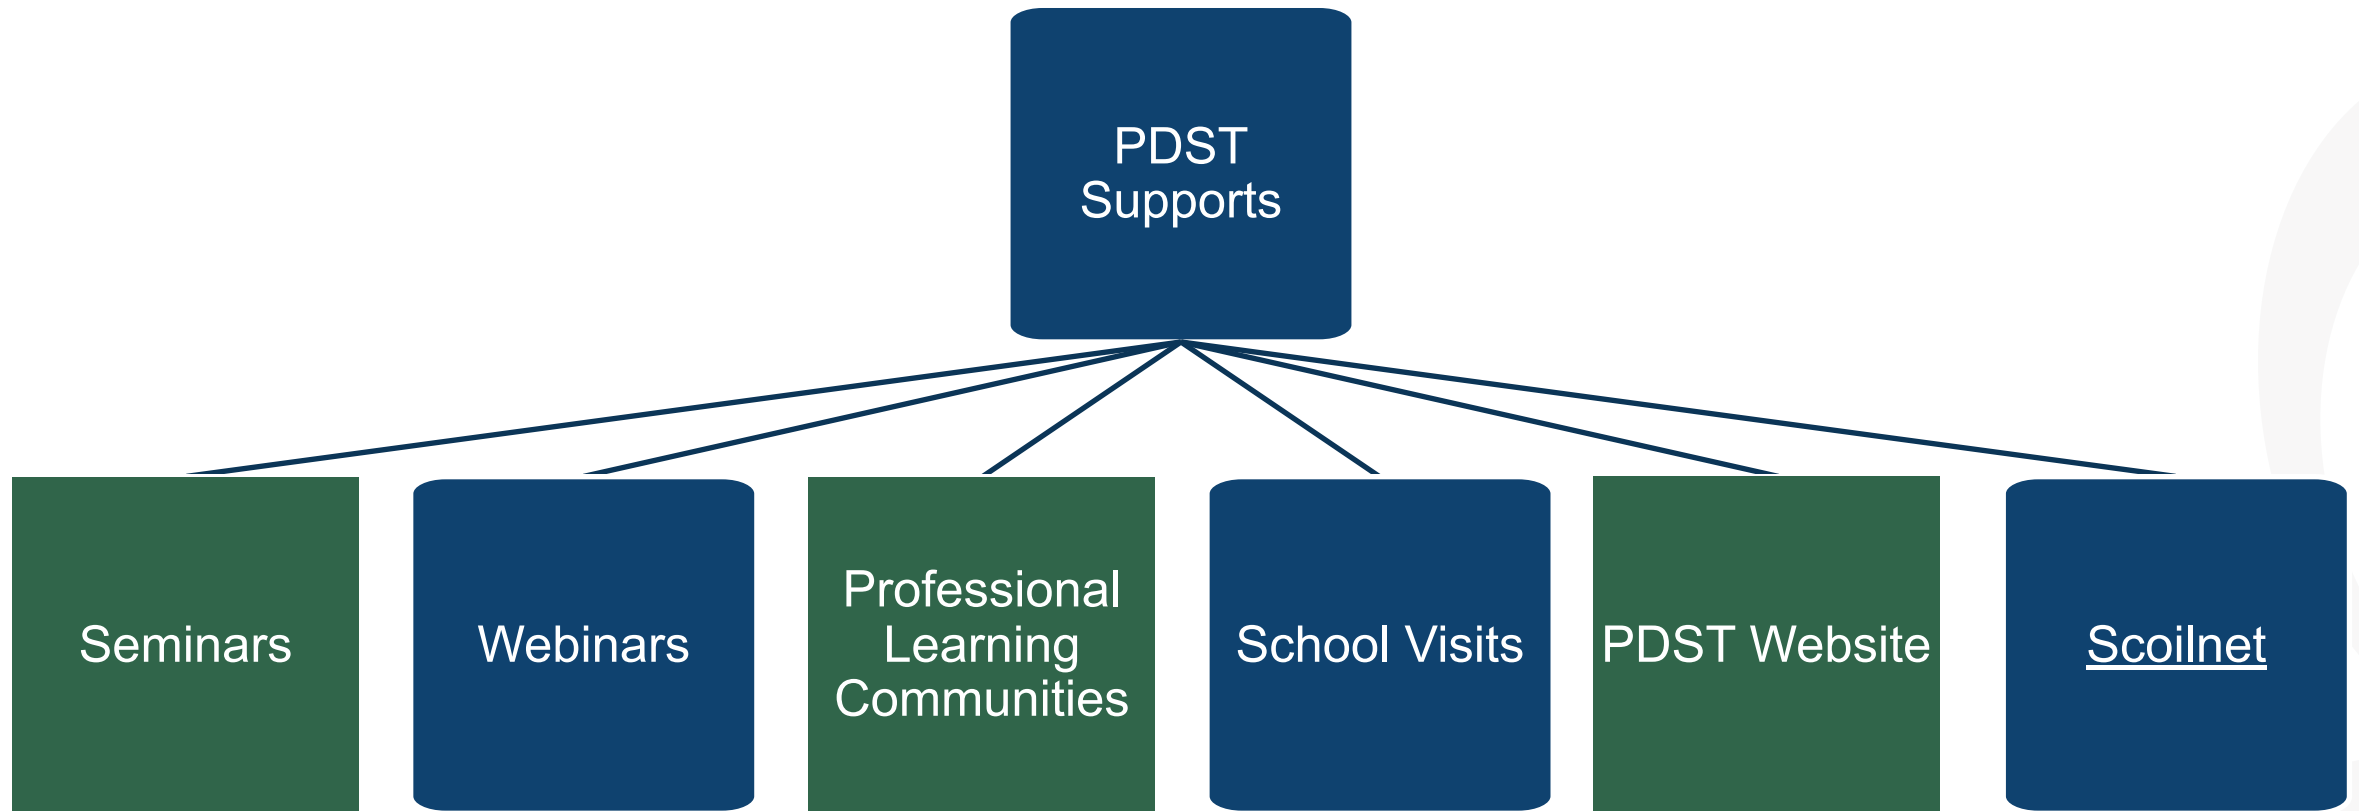 PDST
Supports
Seminars
Webinars
Professional
Learning
Communities
School Visits
PDST Website
Scoilnet